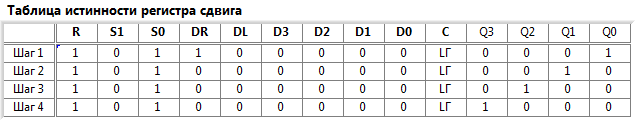 Таблица истинности регистра сдвига
R S1 S0 DR DL D3 D2 D1 D0 C Q3 Q2 Q1 Q0
Шаг 1 1 0 1 1 0 0 0 0 0 LГ 0 0 0 1
Шаг 2 1 0 1 0 0 0 0 0 0 LГ 0 0 1 0
Шаг 3 1 0 1 0 0 0 0 0 0 LГ 0 1 0 0
Шаг 4 1 0 1 0 0 0 0 0 0 LГ 1 0 0 0